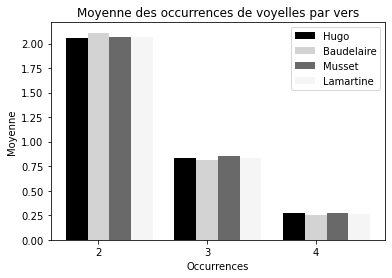 Moyenne des occurrences de voyelles par vers
Hugo
Baudelaire
Musset
Lamartine
2.00
1.75
1.50
1.25
1.00
0.75
0.50
0.25
0.00
Moyenne
2 3 4
Occurrences